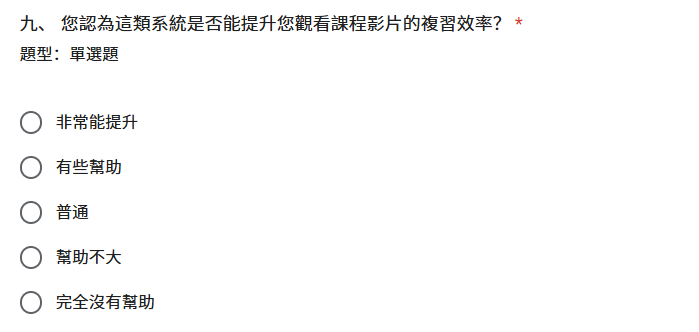 九、 您認為這類系統是否能提升您觀看課程影片的複習效率？ *
題型：單選題
非常能提升
有些幫助
普通
幫助不大
完全沒有幫助